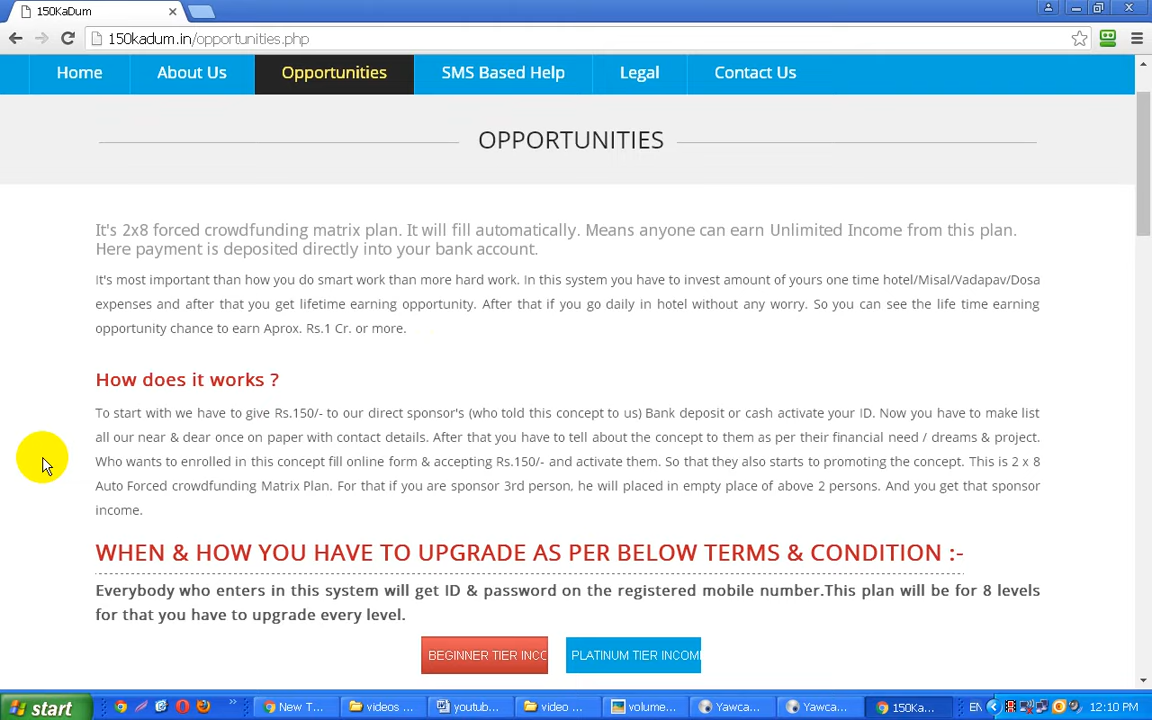 150KaDum
150kadum.in/opportunities.php
Home About Us Opportunities SMS Based Help Legal Contact Us
OPPORTUNITIES
It's 2x8 forced crowdfunding matrix plan. It will fill automatically. Means anyone can earn Unlimited Income from this plan.
Here payment is deposited directly into your bank account.
It's most important than how you do smart work than more hard work. In this system you have to invest amount of yours one time hotel/Misal/Vadapav/Dosa
expenses and after that you get lifetime earning opportunity. After that if you go daily in hotel without any worry. So you can see the life time earning
opportunity chance to earn Aprox. Rs.1 Cr. or more.
How does it works ?
To start with we have to give Rs.150/- to our direct sponsor's (who told this concept to us) Bank deposit or cash activate your ID. Now you have to make list
all our near & dear once on paper with contact details. After that you have to tell about the concept to them as per their financial need / dreams & project.
Who wants to enrolled in this concept fill online form & accepting Rs.150/- and activate them. So that they also starts to promoting the concept. This is 2 x 8
Auto Forced crowdfunding Matrix Plan. For that if you are sponsor 3rd person, he will placed in empty place of above 2 persons. And you get that sponsor
income.
WHEN & HOW YOU HAVE TO UPGRADE AS PER BELOW TERMS & CONDITION :-
Everybody who enters in this system will get ID & password on the registered mobile number.This plan will be for 8 levels
for that you have to upgrade every level.
BEGINNER TIER INCO PLATINUM TIER INCOM
start New T... videos youtub... video ... volume... Yawca... Yawca... 150Ka... EN 12:10 PM